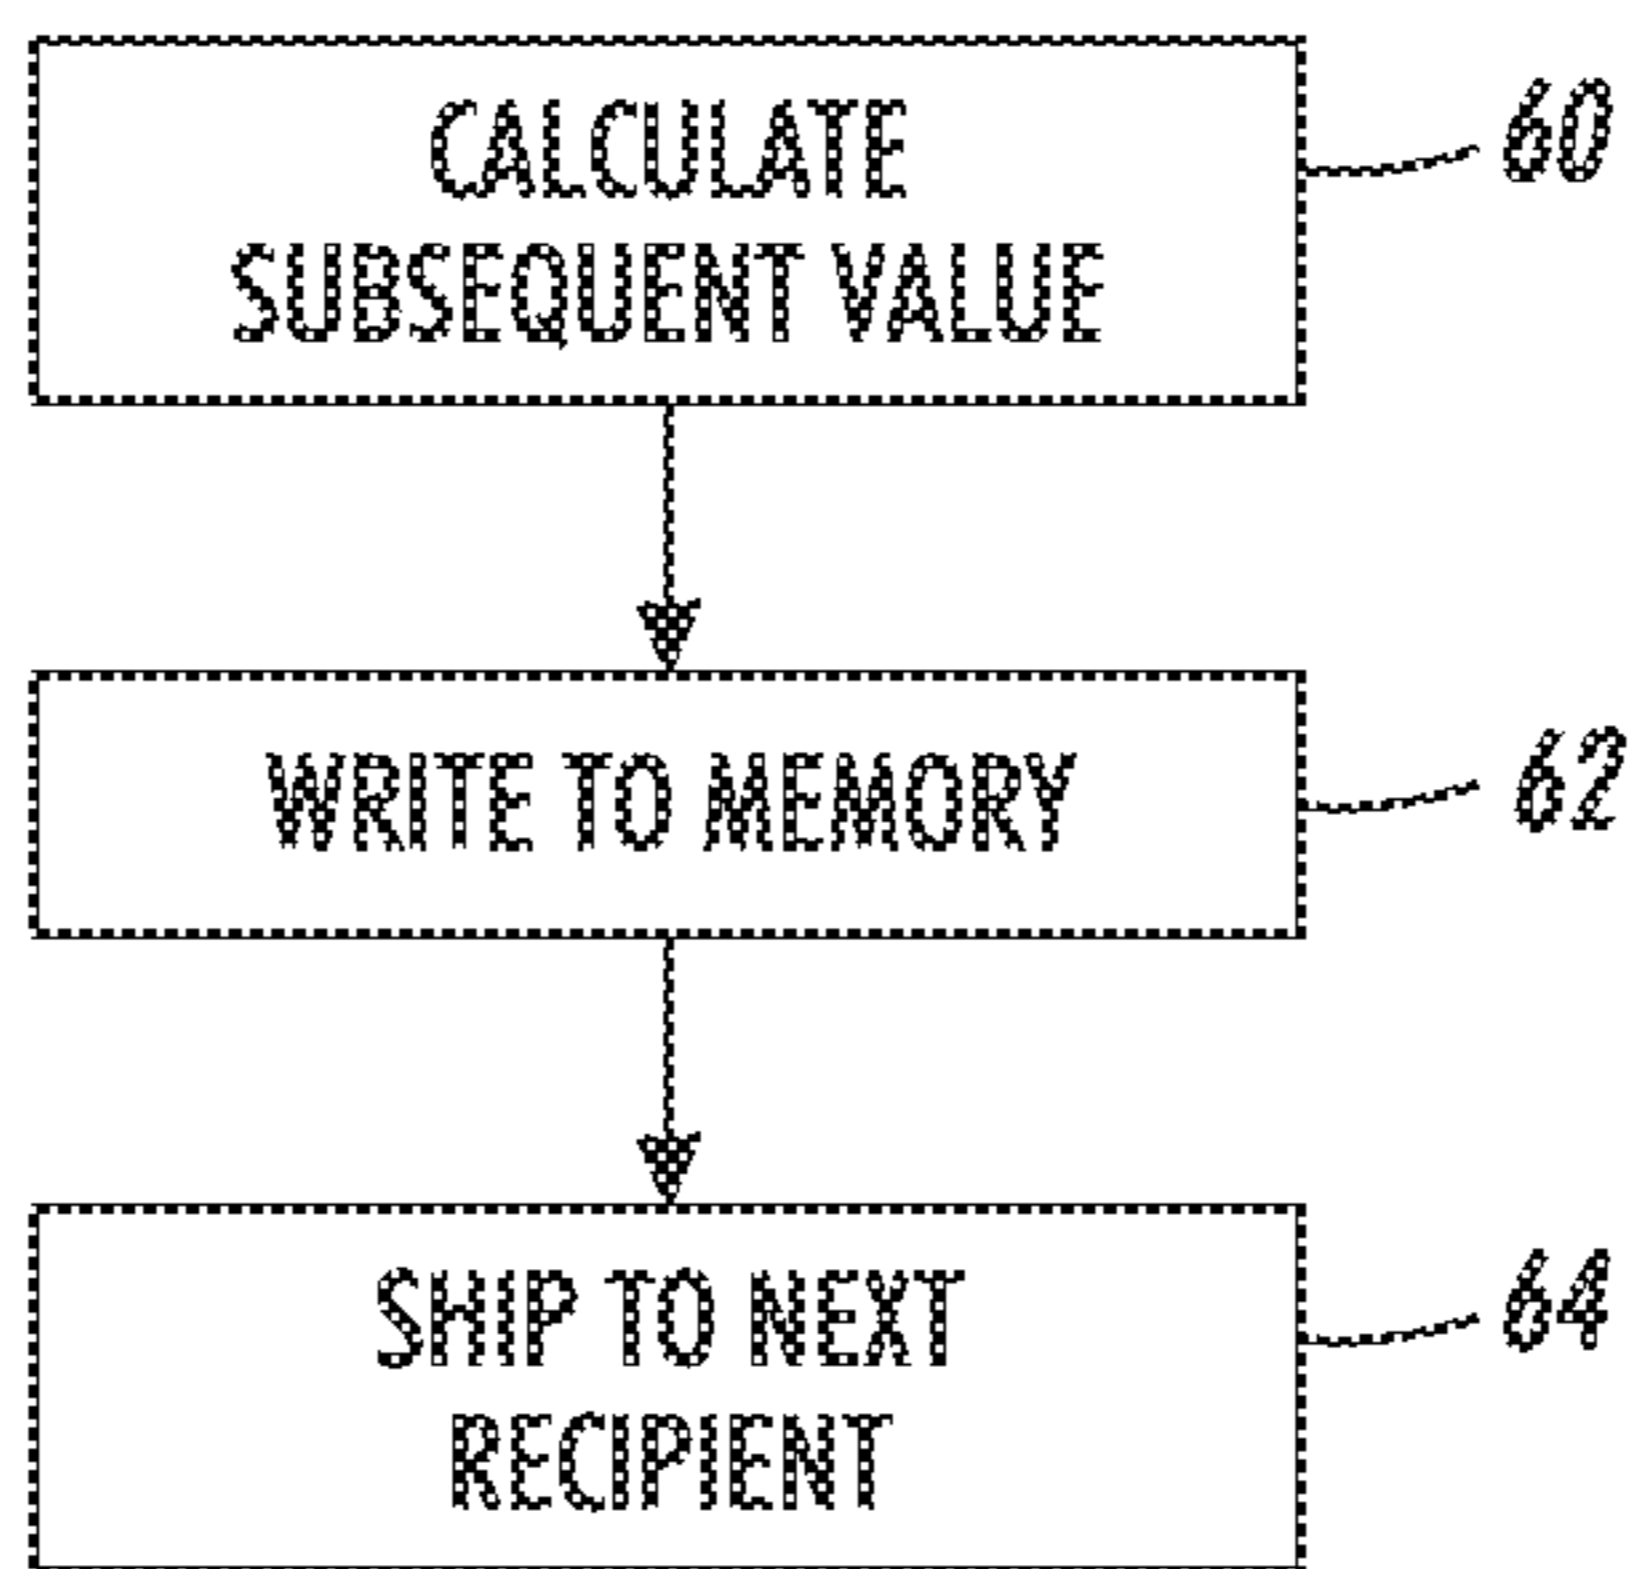 CALCULATE
SUBSEQUENT VALUE
60
WRITE TO MEMORY
62
SHIP TO NEXT
RECIPIENT
64